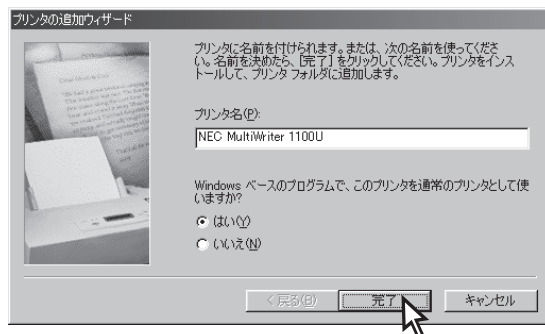 プリンタの追加ウィザード
プリンタに名前を付けられます。または、次の名前を使ってくださ
い。名前を決めたら、[完了] をクリックしてください。プリンタをインス
トールして、プリンタ フォルダに追加します。
プリンタ名(P):
NEC MultiWriter 1100U
Windows ベースのプログラムで、このプリンタを通常のプリンタとして使
いますか?
はい(Y)
いいえ(N)
< 戻る(B)
完了
キャンセル